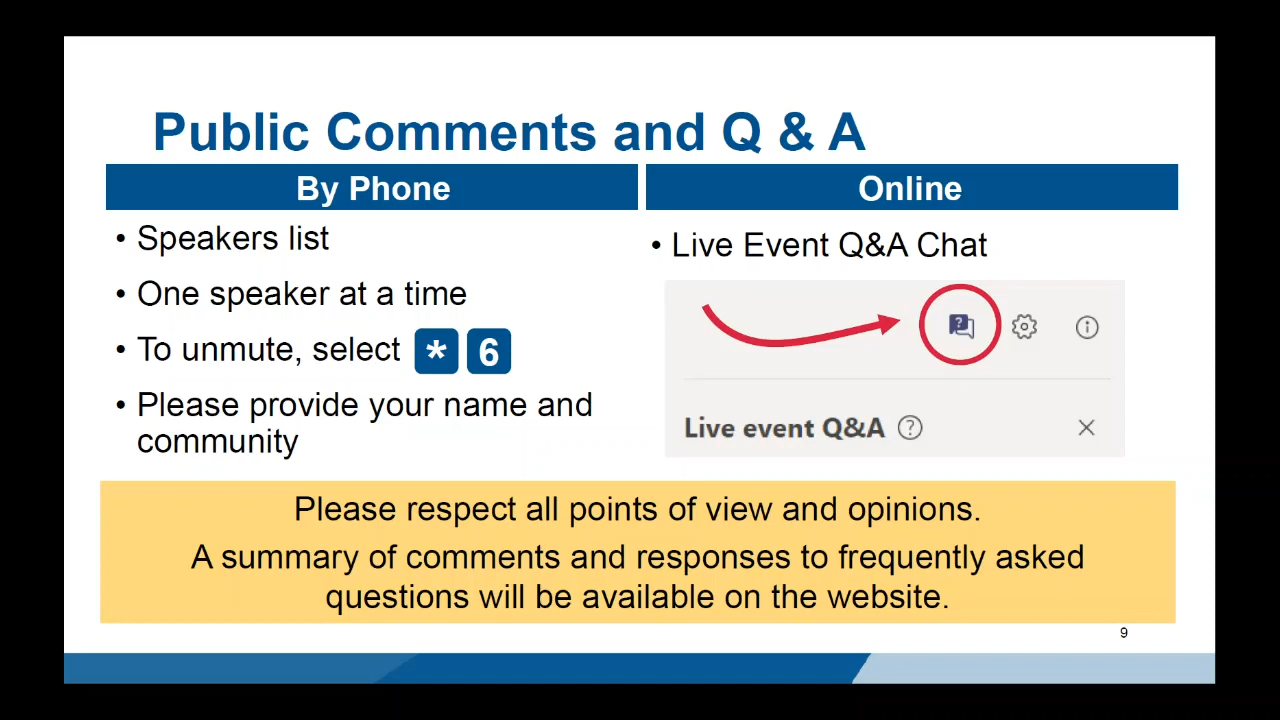 Public Comments and Q & A
By Phone
• Speakers list
• One speaker at a time
• To unmute, select * 6
• Please provide your name and
community
Online
• Live Event Q&A Chat
Live event Q&A
Please respect all points of view and opinions.
A summary of comments and responses to frequently asked
questions will be available on the website.
9